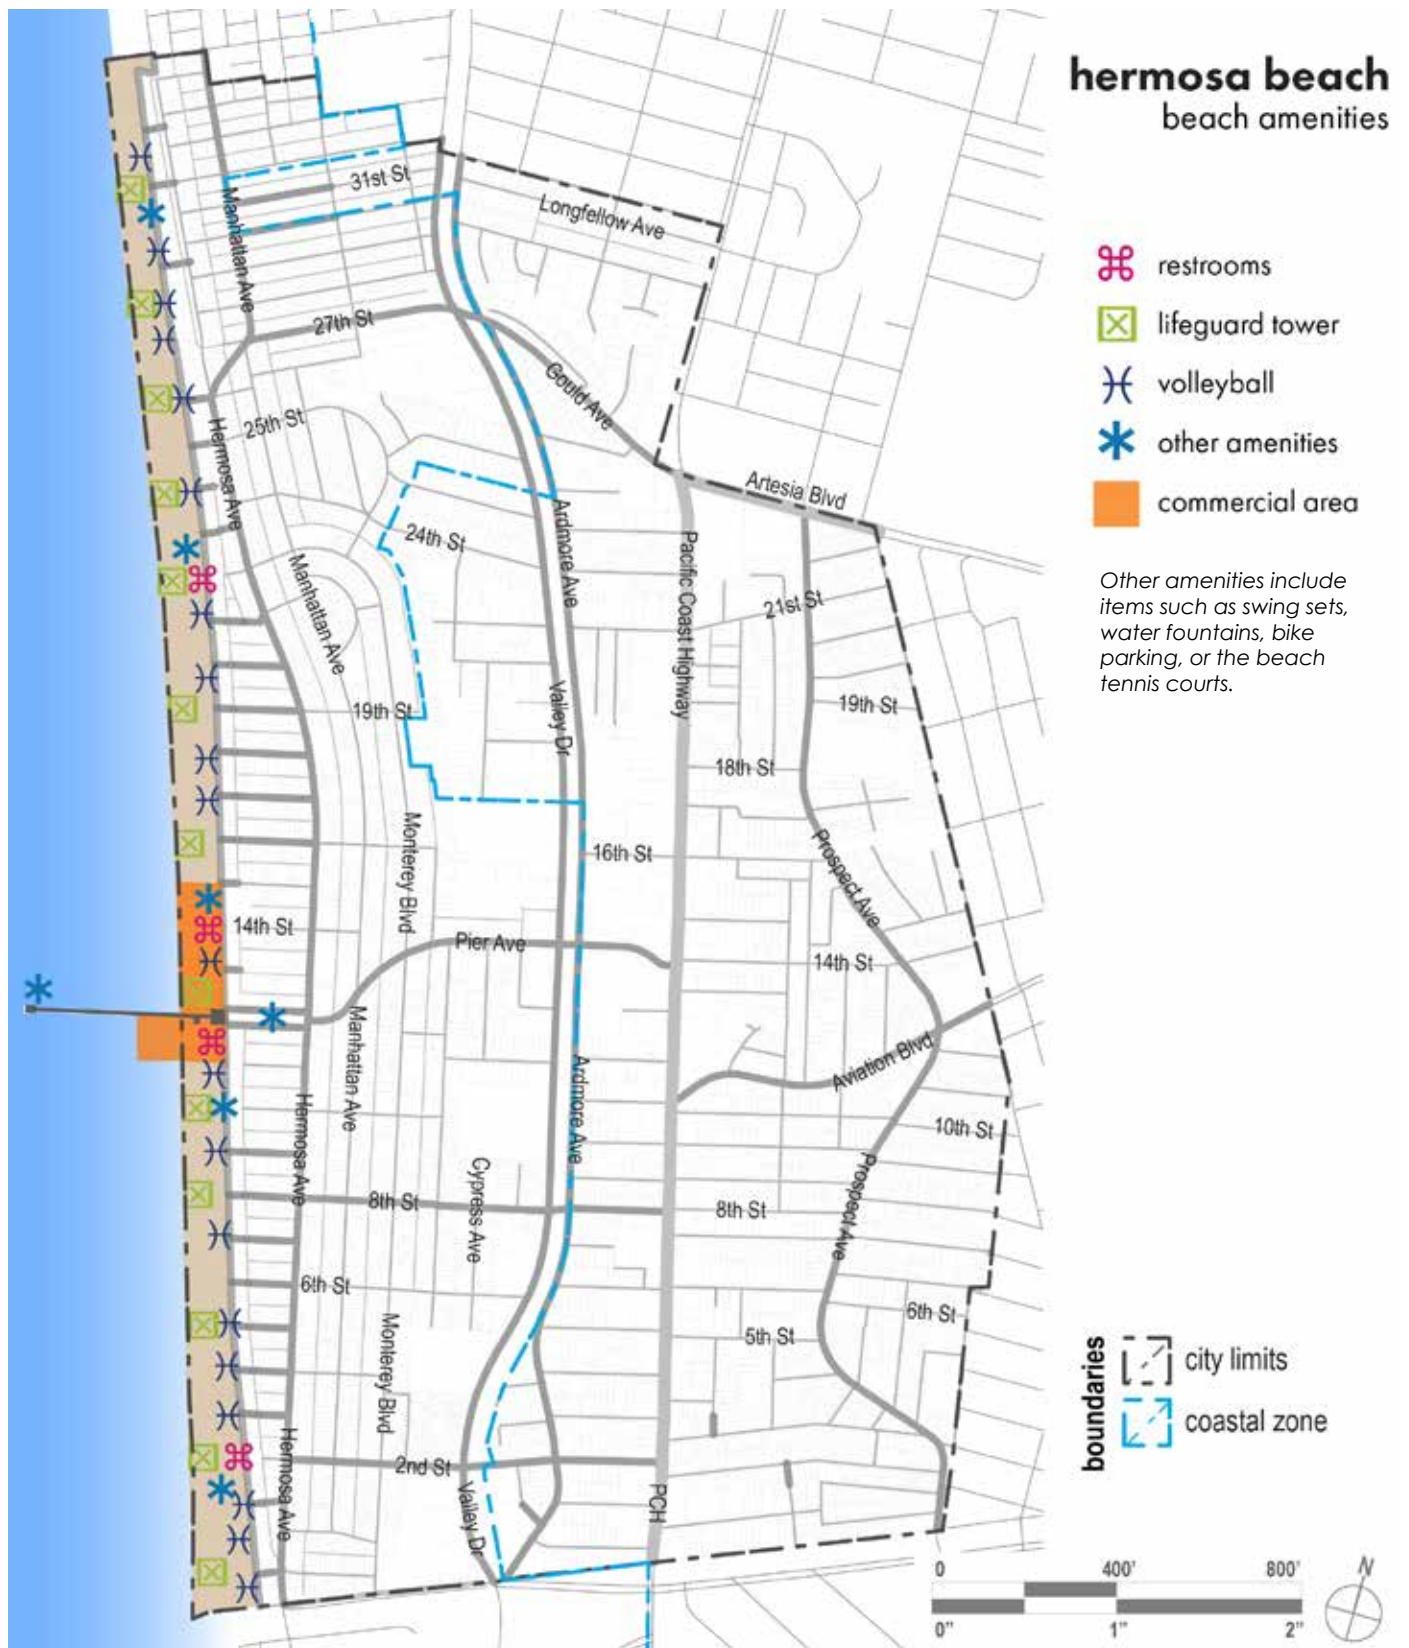 hermosa beach
beach amenities
restrooms
lifeguard tower
volleyball
other amenities
commercial area
Other amenities include
items such as swing sets,
water fountains, bike
parking, or the beach
tennis courts.
31st St
Longfellow Ave
Manhattan Ave
27th St
Gould Ave
25th St
Hermosa Ave
Artesia Blvd
24th St
Ardmore Ave
Pacific Coast Highway
Manhattan Ave
21st St
19th St
Valley Dr
19th St
18th St
Monterey Blvd
16th St
Prospect Ave
14th St
Pier Ave
14th St
Manhattan Ave
Aviation Blvd
Ardmore Ave
Hermosa Ave
10th St
Cypress Ave
Prospect Ave
8th St
8th St
6th St
6th St
5th St
Monterey Blvd
Hermosa Ave
2nd St
Valley Dr
PCH
boundaries
city limits
coastal zone
0 400' 800'
0" 1" 2"
N